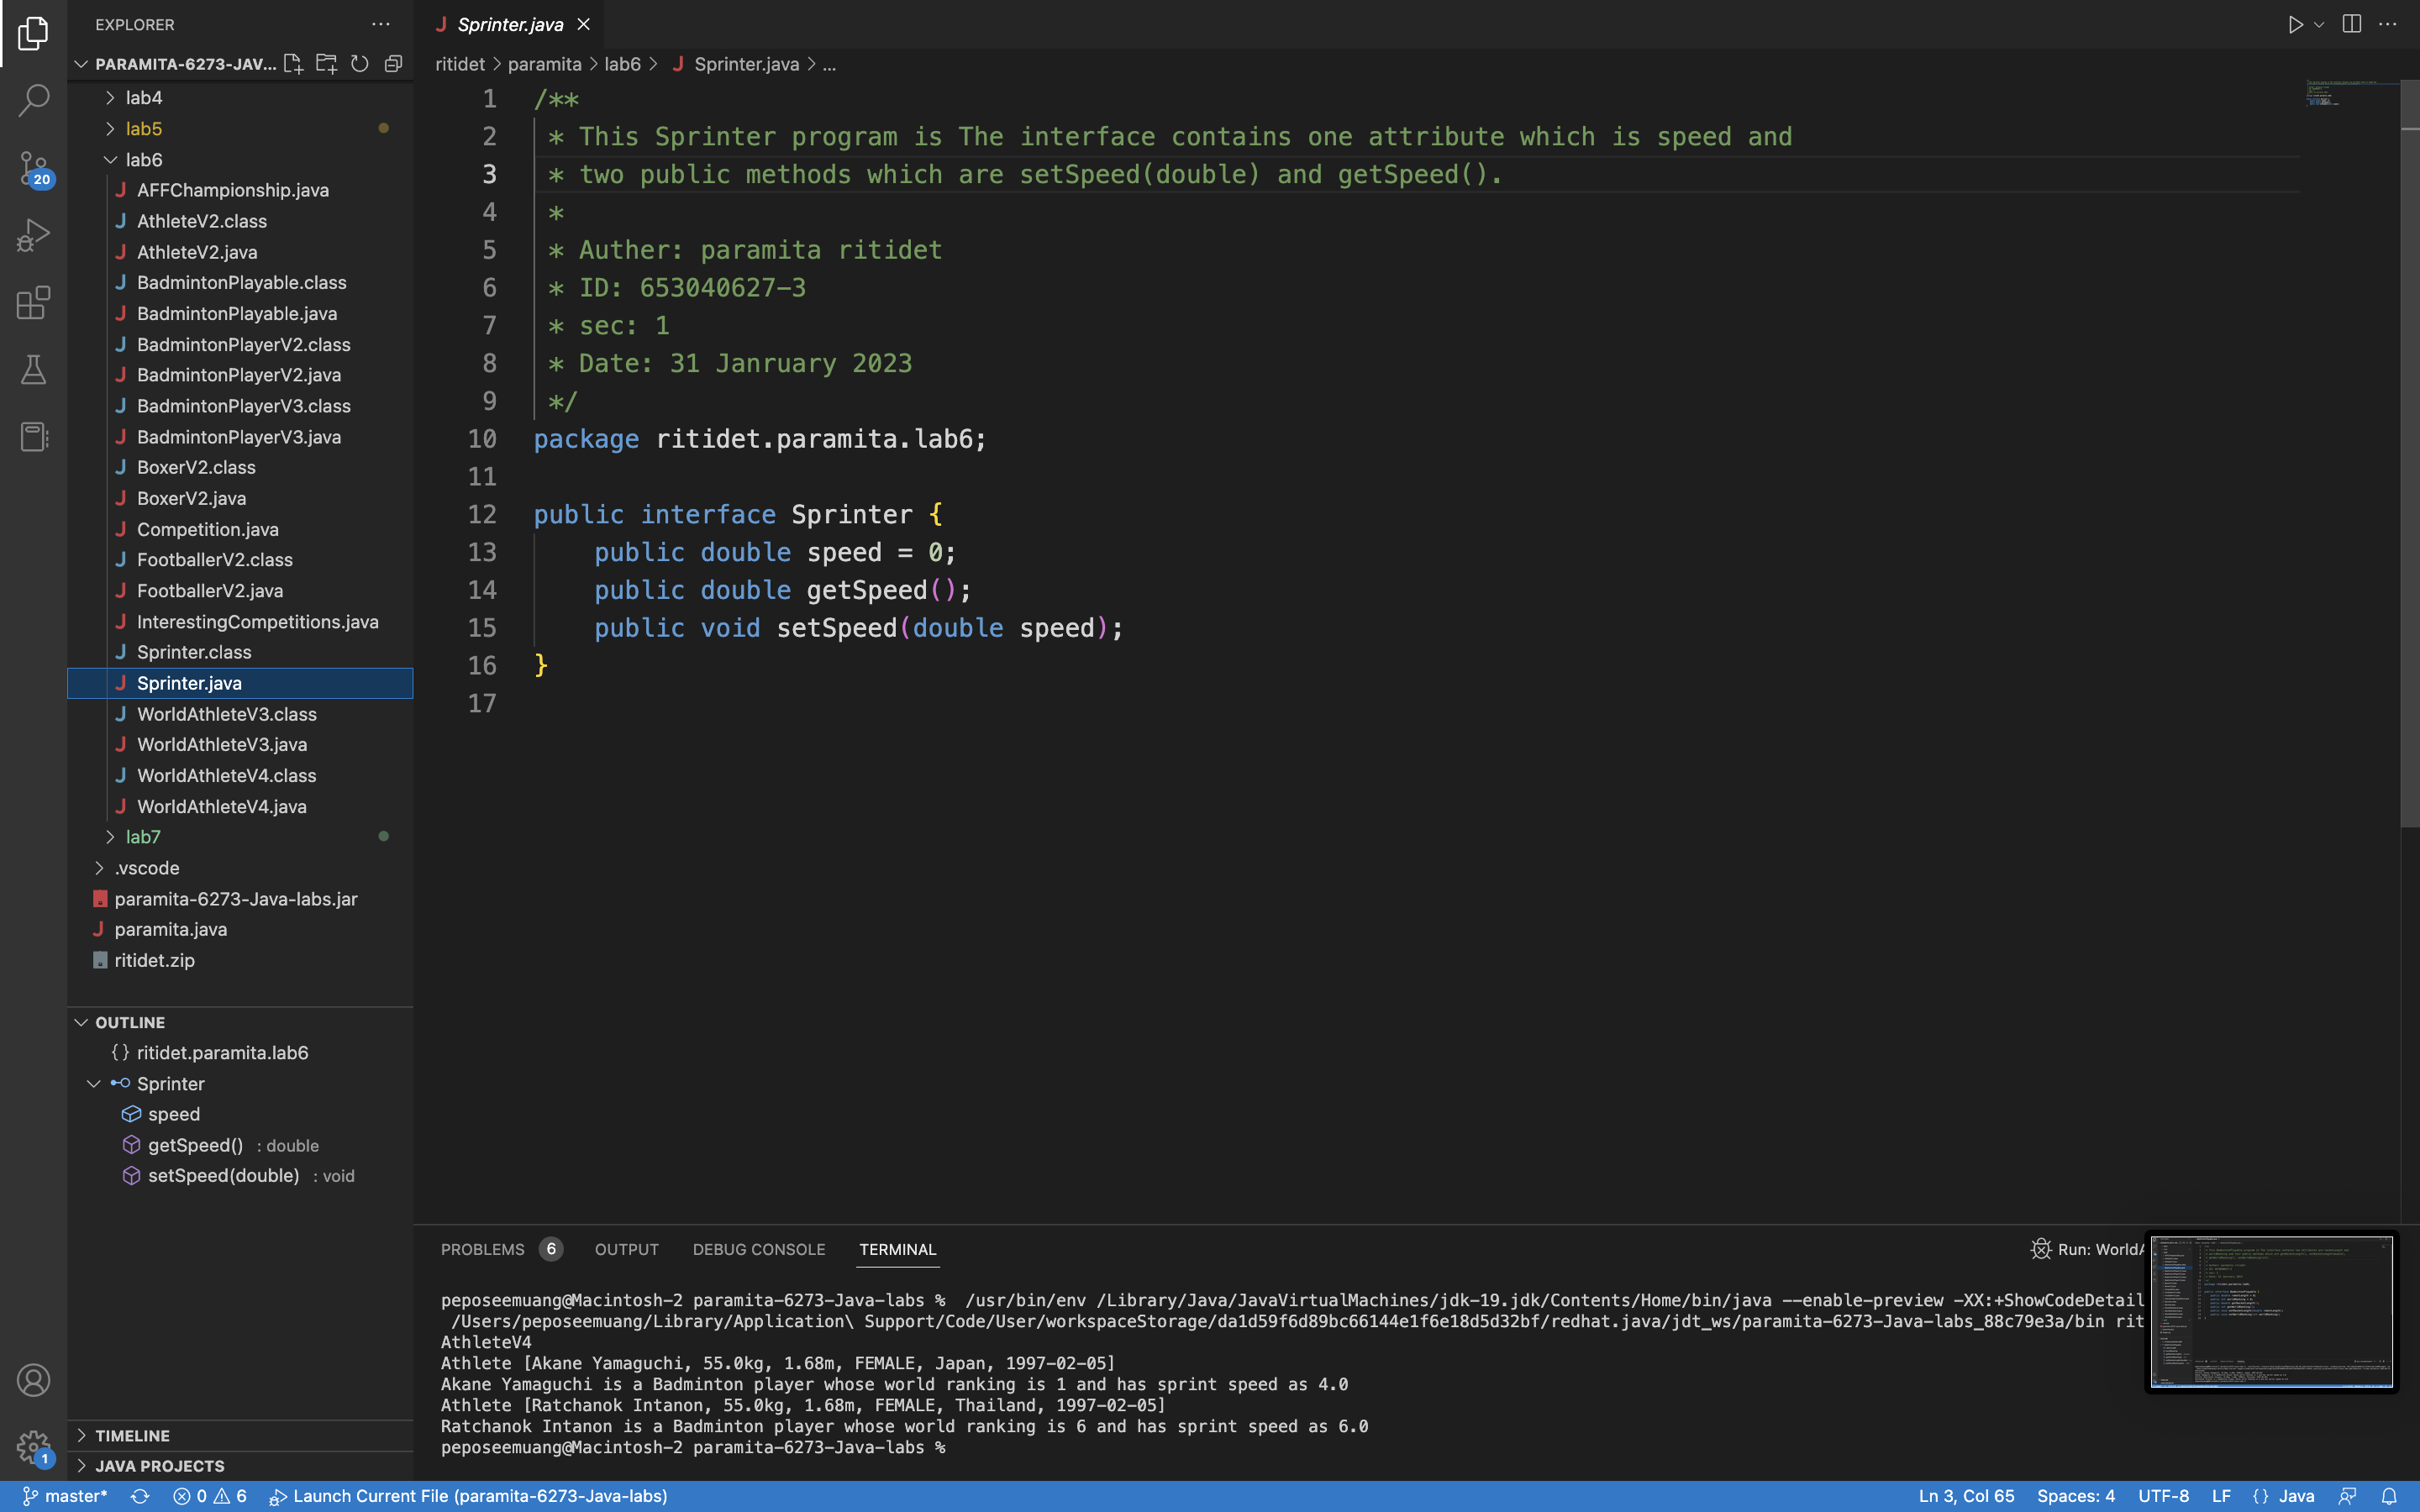 EXPLORER
PARAMITA-6273-JAV...
lab4
lab5
lab6
AFFChampionship.java
AthleteV2.class
AthleteV2.java
BadmintonPlayable.class
BadmintonPlayable.java
BadmintonPlayerV2.class
BadmintonPlayerV2.java
BadmintonPlayerV3.class
BadmintonPlayerV3.java
BoxerV2.class
BoxerV2.java
Competition.java
FootballerV2.class
FootballerV2.java
InterestingCompetitions.java
Sprinter.class
Sprinter.java
WorldAthleteV3.class
WorldAthleteV3.java
WorldAthleteV4.class
WorldAthleteV4.java
lab7
.vscode
paramita-6273-Java-labs.jar
paramita.java
ritidet.zip
OUTLINE
{} ritidet.paramita.lab6
Sprinter
speed
getSpeed() : double
setSpeed(double) : void
TIMELINE
JAVA PROJECTS
20
1
J Sprinter.java
ritidet > paramita > lab6 > J Sprinter.java > ...
1 /**
2 * This Sprinter program is The interface contains one attribute which is speed and
3 * two public methods which are setSpeed(double) and getSpeed().
4 *
5 * Auther: paramita ritidet
6 * ID: 653040627-3
7 * sec: 1
8 * Date: 31 Janruary 2023
9 */
10 package ritidet.paramita.lab6;
11
12 public interface Sprinter {
13 public double speed = 0;
14 public double getSpeed();
15 public void setSpeed(double speed);
16 }
17
PROBLEMS 6 OUTPUT DEBUG CONSOLE TERMINAL Run: WorldA
peposeemuang@Macintosh-2 paramita-6273-Java-labs % /usr/bin/env /Library/Java/JavaVirtualMachines/jdk-19.jdk/Contents/Home/bin/java --enable-preview -XX:+ShowCodeDetail
/Users/peposeemuang/Library/Application\ Support/Code/User/workspaceStorage/da1d59f6d89bc66144e1f6e18d5d32bf/redhat.java/jdt_ws/paramita-6273-Java-labs_88c79e3a/bin rit
AthleteV4
Athlete [Akane Yamaguchi, 55.0kg, 1.68m, FEMALE, Japan, 1997-02-05]
Akane Yamaguchi is a Badminton player whose world ranking is 1 and has sprint speed as 4.0
Athlete [Ratchanok Intanon, 55.0kg, 1.68m, FEMALE, Thailand, 1997-02-05]
Ratchanok Intanon is a Badminton player whose world ranking is 6 and has sprint speed as 6.0
peposeemuang@Macintosh-2 paramita-6273-Java-labs %
master* 0 6 Launch Current File (paramita-6273-Java-labs) Ln 3, Col 65 Spaces: 4 UTF-8 LF {} Java